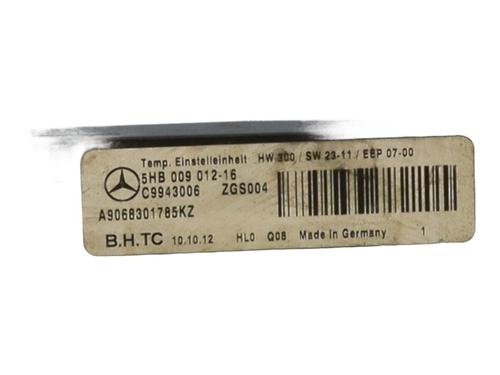 Temp. Einstelleinheit HW 300 / SW 23-11 / EEP 07-00
5HB 009 012-16
C9943006 ZGS004
A9068301785KZ
B.H.TC 10.10.12 HL0 Q08 Made in Germany 1